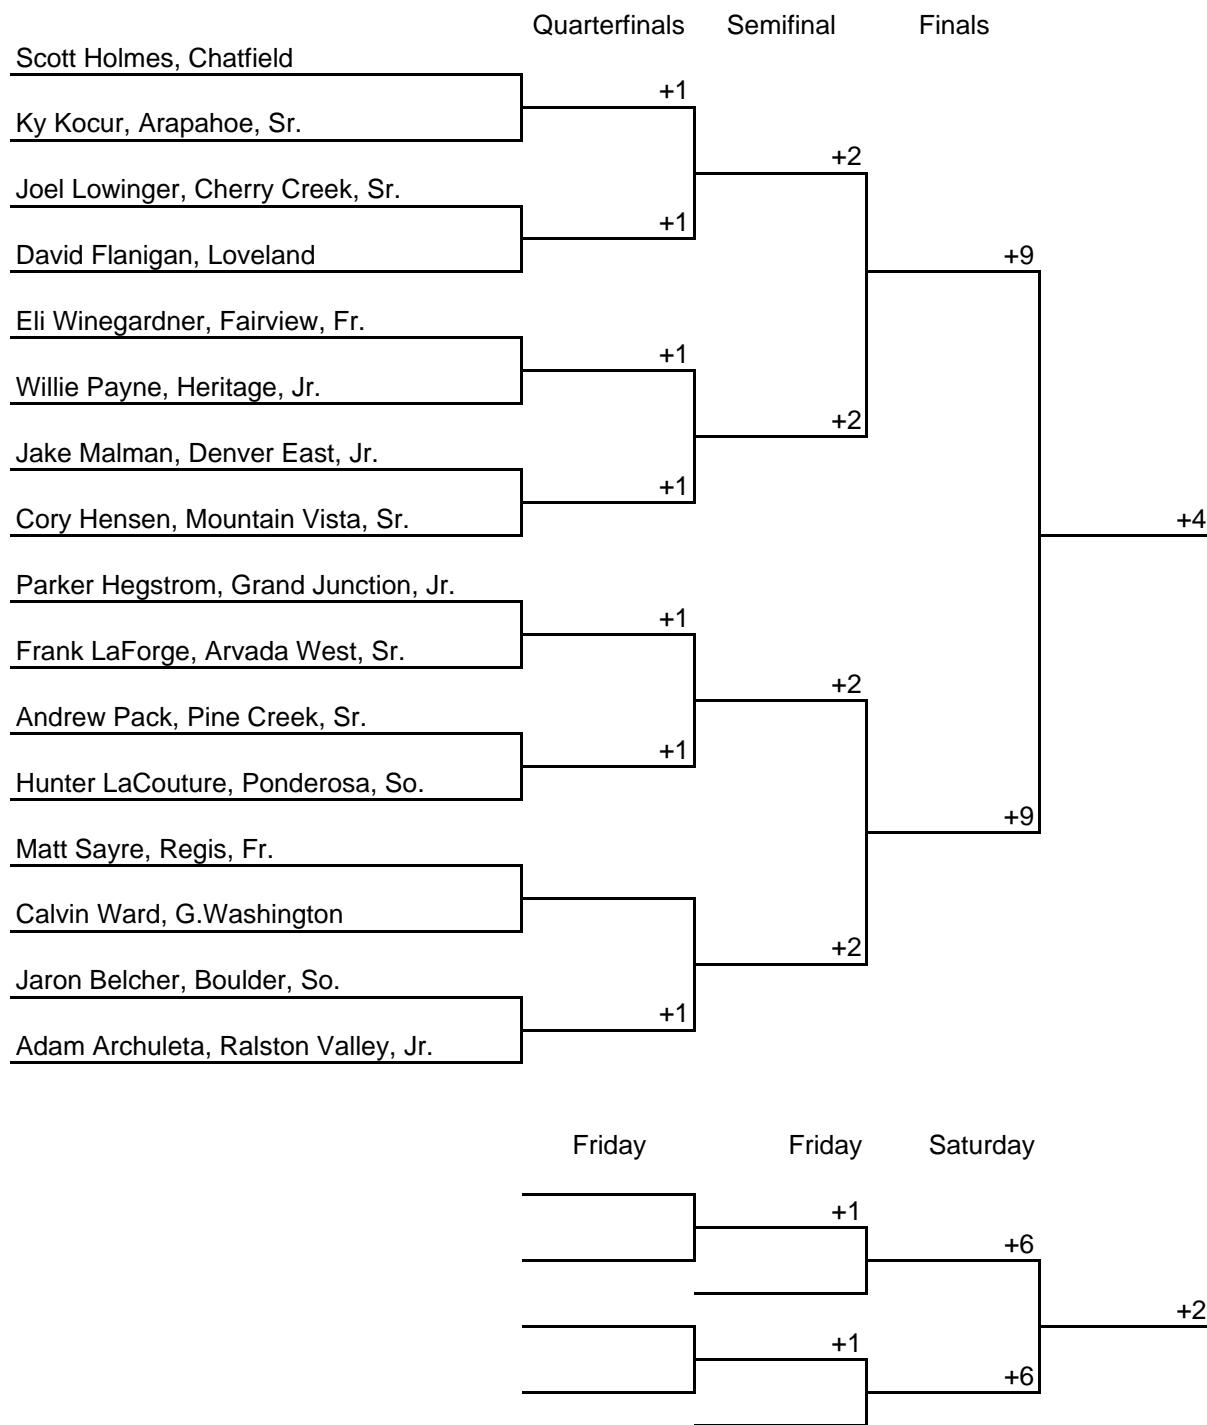 Quarterfinals Semifinal Finals
Scott Holmes, Chatfield
+1
Ky Kocur, Arapahoe, Sr.
+2
Joel Lowinger, Cherry Creek, Sr.
+1
David Flanigan, Loveland
+9
Eli Winegardner, Fairview, Fr.
+1
Willie Payne, Heritage, Jr.
+2
Jake Malman, Denver East, Jr.
+1
Cory Hensen, Mountain Vista, Sr.
+4
Parker Hegstrom, Grand Junction, Jr.
+1
Frank LaForge, Arvada West, Sr.
+2
Andrew Pack, Pine Creek, Sr.
+1
Hunter LaCouture, Ponderosa, So.
+9
Matt Sayre, Regis, Fr.
Calvin Ward, G.Washington
+2
Jaron Belcher, Boulder, So.
+1
Adam Archuleta, Ralston Valley, Jr.
Friday Friday Saturday
+1
+6
+2
+1
+6